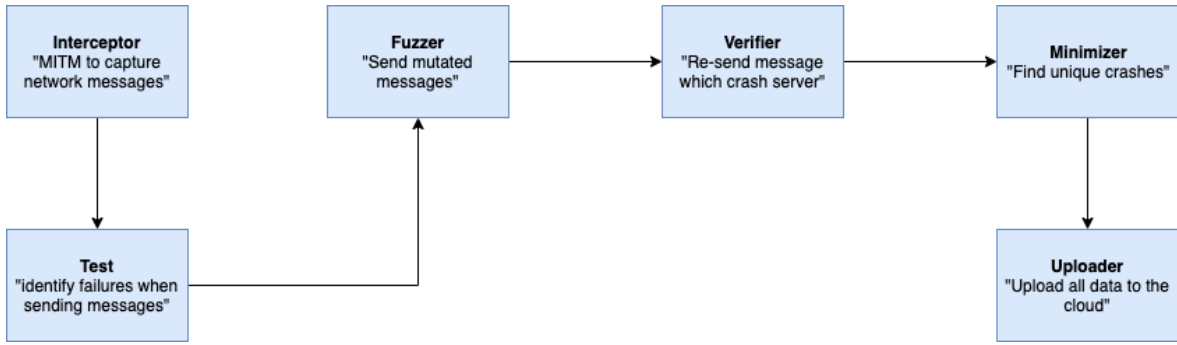 Interceptor
"MITM to capture
network messages"
Fuzzer
"Send mutated
messages"
Verifier
"Re-send message
which crash server"
Minimizer
"Find unique crashes"
Test
"identify failures when
sending messages"
Uploader
"Upload all data to the
cloud"